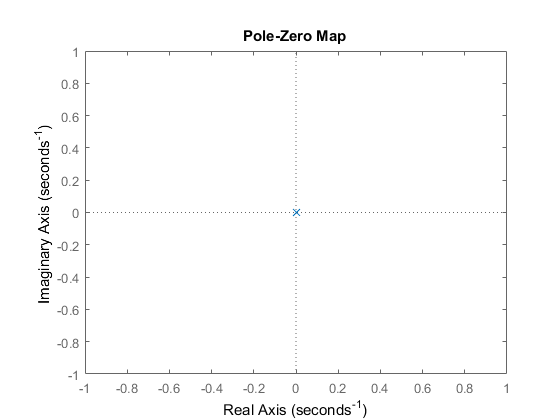 Pole-Zero Map
1
0.8
0.6
0.4
0.2
0
-0.2
-0.4
-0.6
-0.8
-1
Imaginary Axis (seconds⁻¹)
-1 -0.8 -0.6 -0.4 -0.2 0 0.2 0.4 0.6 0.8 1
Real Axis (seconds⁻¹)